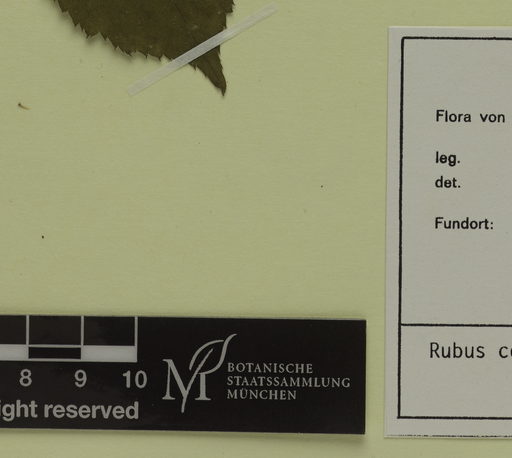 Flora von
leg.
det.
Fundort:
Rubus
8 9 10
ight reserved
BOTANISCHE
STAATSSAMMLUNG
MÜNCHEN